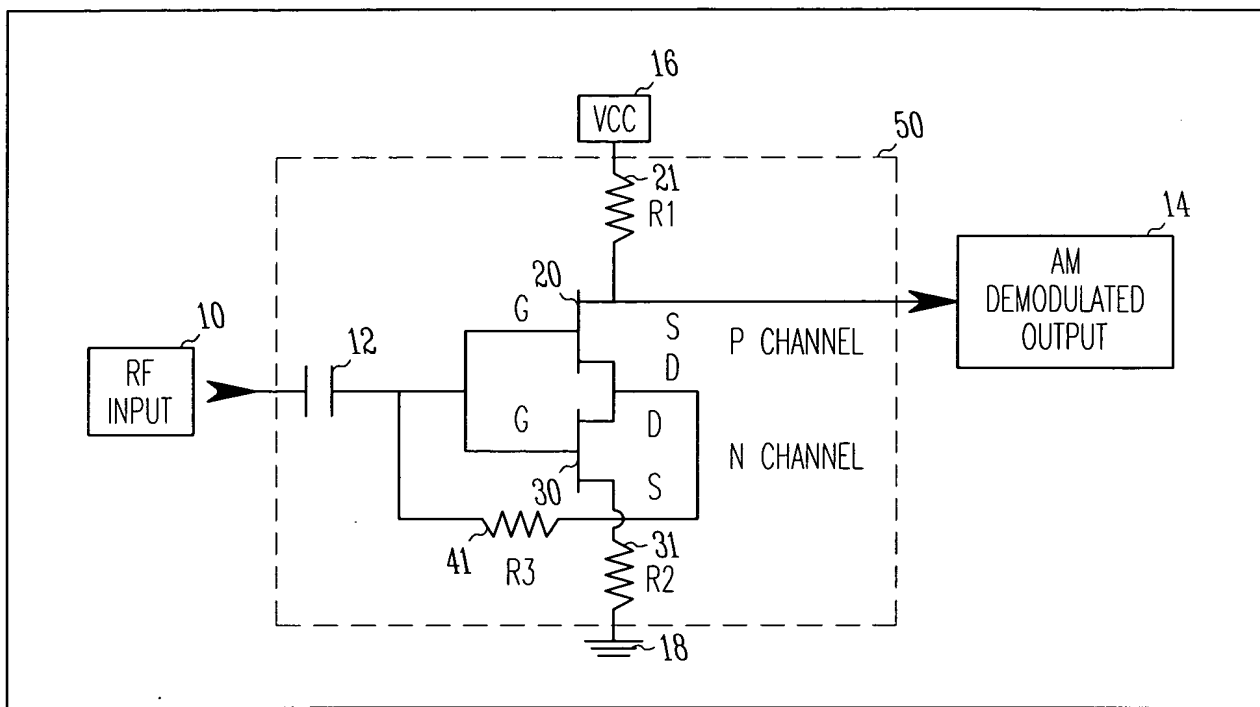 16
VCC
50
21
R1
14
AM
DEMODULATED
OUTPUT
20
G
S
P CHANNEL
D
10
RF
INPUT
12
G
D
N CHANNEL
30
S
41
R3
31
R2
18